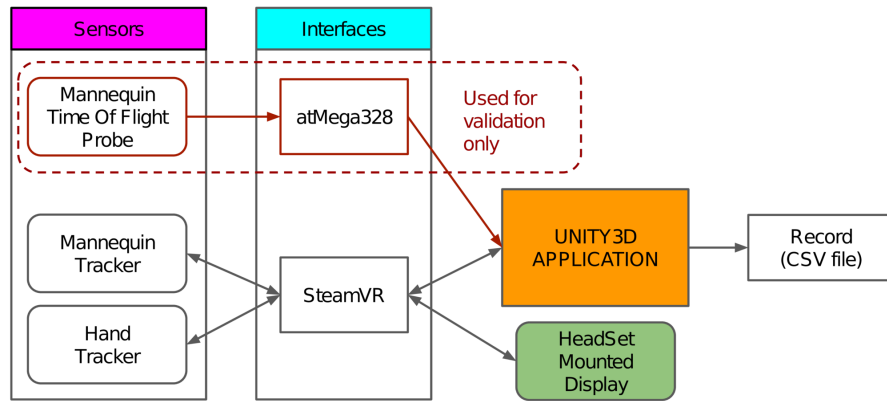 Sensors
Interfaces
Mannequin
Time Of Flight
Probe
atMega328
Used for
validation
only
Mannequin
Tracker
Hand
Tracker
SteamVR
UNITY3D
APPLICATION
Record
(CSV file)
HeadSet
Mounted
Display